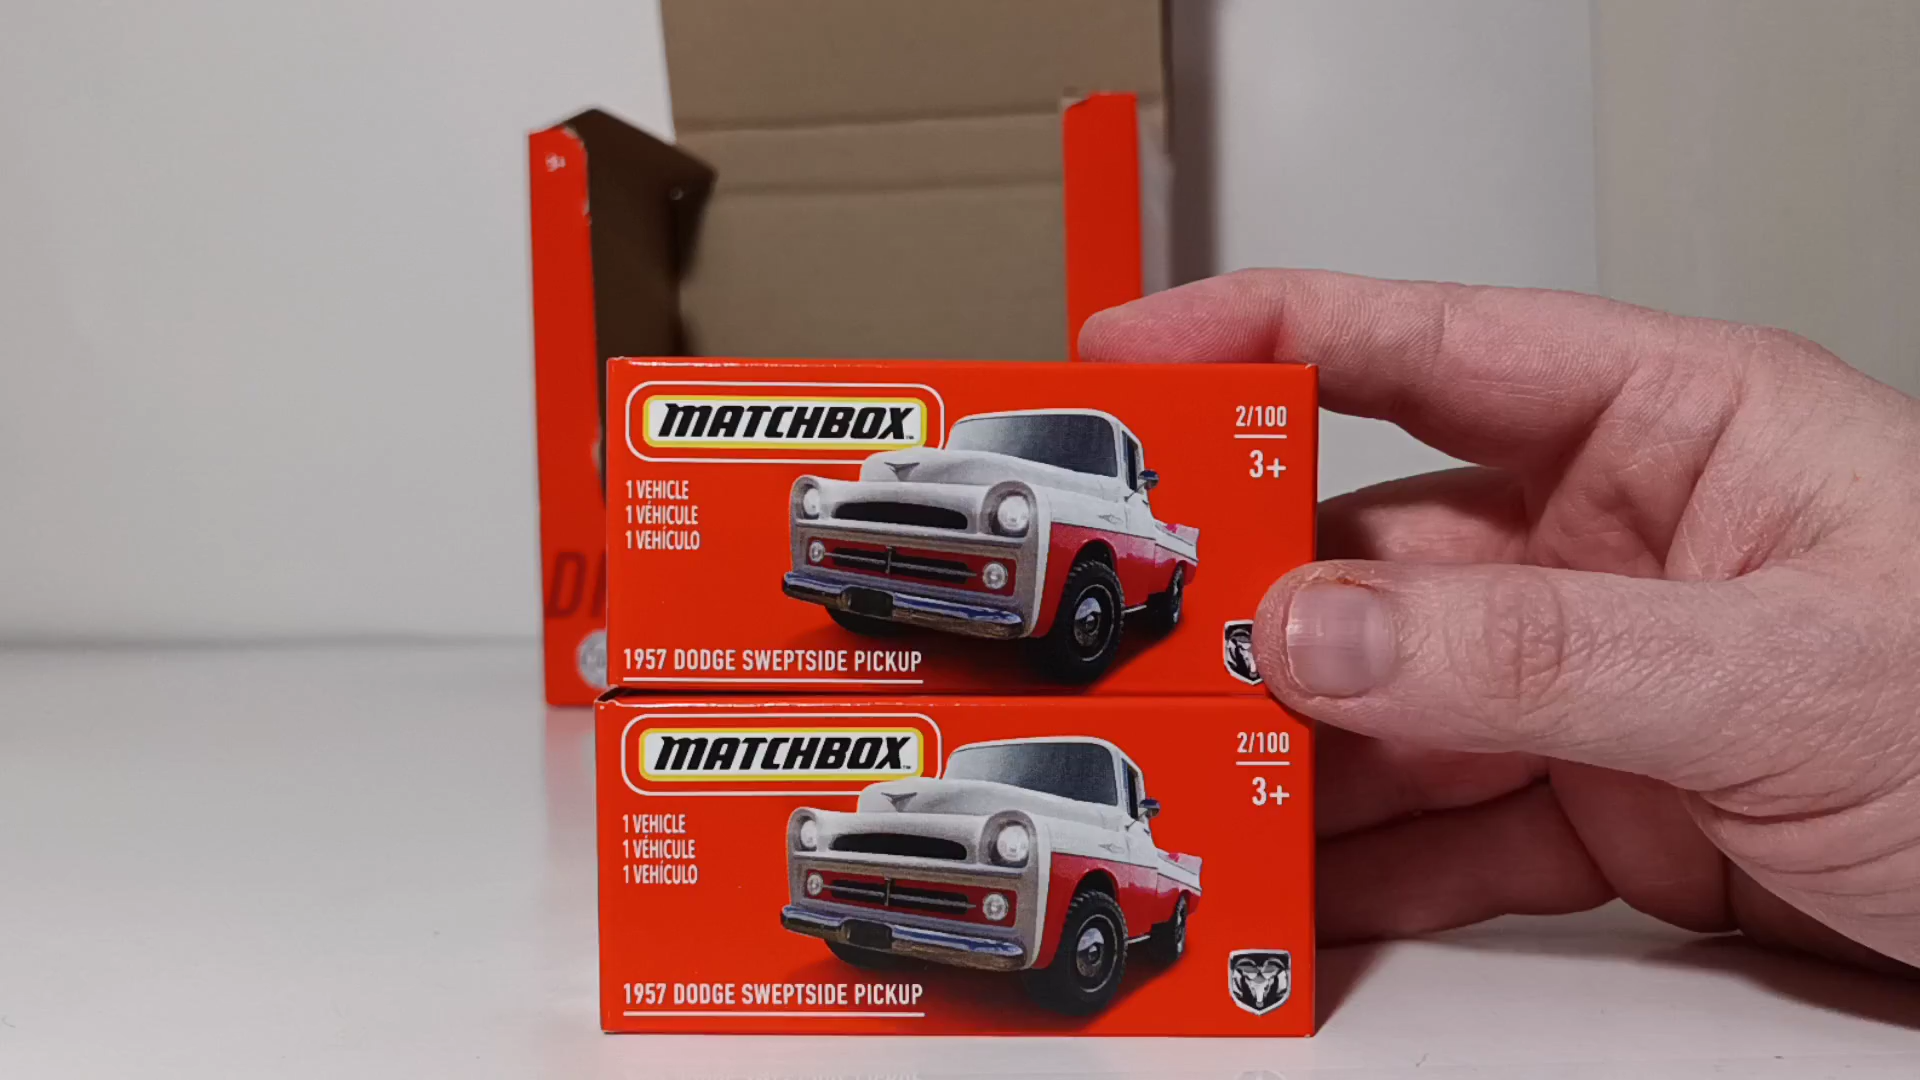 MATCHBOX
2/100
3+
1 VEHICLE
1 VÉHICULE
1 VEHÍCULO
1957 DODGE SWEPTSIDE PICKUP
MATCHBOX
2/100
3+
1 VEHICLE
1 VÉHICULE
1 VEHÍCULO
1957 DODGE SWEPTSIDE PICKUP